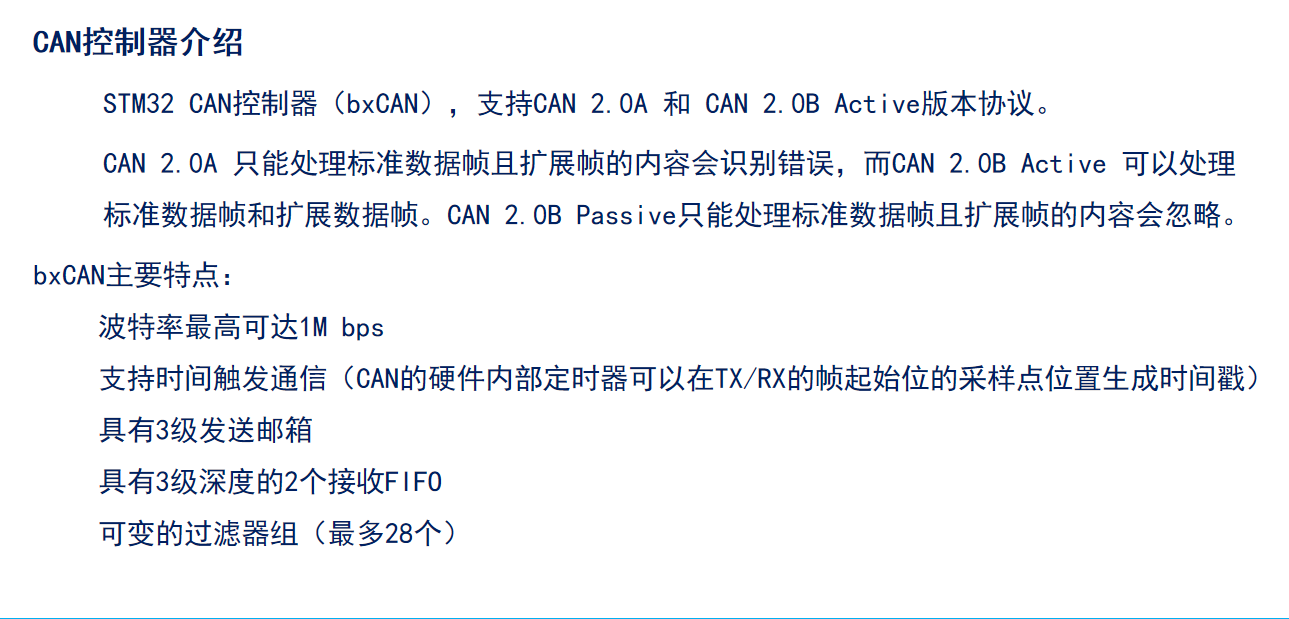 CAN控制器介绍
STM32 CAN控制器（bxCAN），支持CAN 2.0A 和 CAN 2.0B Active版本协议。
CAN 2.0A 只能处理标准数据帧且扩展帧的内容会识别错误，而CAN 2.0B Active 可以处理
标准数据帧和扩展数据帧。CAN 2.0B Passive只能处理标准数据帧且扩展帧的内容会忽略。
bxCAN主要特点：
波特率最高可达1M bps
支持时间触发通信（CAN的硬件内部定时器可以在TX/RX的帧起始位的采样点位置生成时间戳）
具有3级发送邮箱
具有3级深度的2个接收FIFO
可变的过滤器组（最多28个）